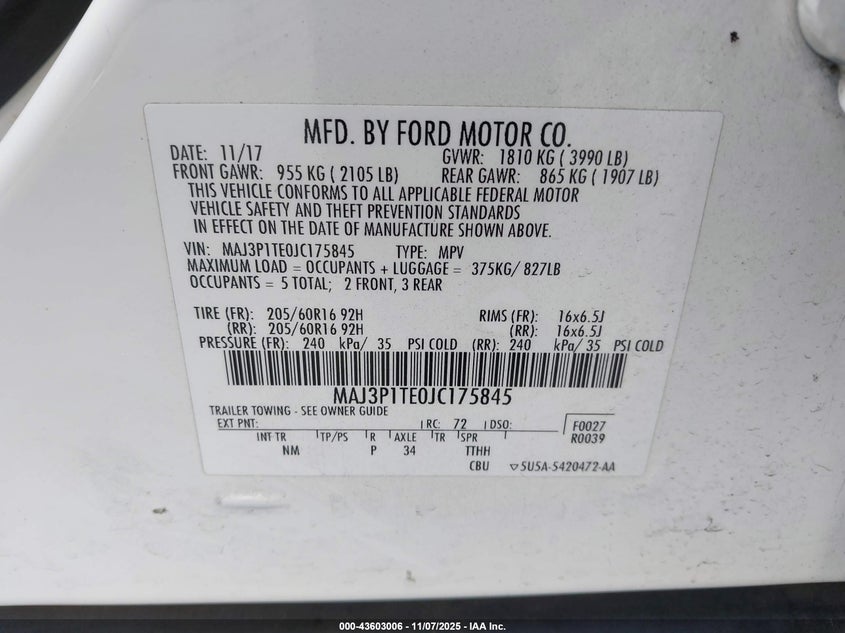 MFD. BY FORD MOTOR CO.
DATE: 11/17 GVWR: 1810 KG ( 3990 LB)
FRONT GAWR: 955 KG ( 2105 LB) REAR GAWR: 865 KG ( 1907 LB)
THIS VEHICLE CONFORMS TO ALL APPLICABLE FEDERAL MOTOR
VEHICLE SAFETY AND THEFT PREVENTION STANDARDS
IN EFFECT ON THE DATE OF MANUFACTURE SHOWN ABOVE.
VIN: MAJ3P1TE0JC175845 TYPE: MPV
MAXIMUM LOAD = OCCUPANTS + LUGGAGE = 375KG/ 827LB
OCCUPANTS = 5 TOTAL; 2 FRONT, 3 REAR
TIRE (FR): 205/60R16 92H RIMS (FR): 16x6.5J
(RR): 205/60R16 92H (RR): 16x6.5J
PRESSURE (FR): 240 kPa/ 35 PSI COLD (RR): 240 kPa/ 35 PSI COLD
MAJ3P1TE0JC175845
TRAILER TOWING - SEE OWNER GUIDE
EXT PNT: RC: 72 DSO: F0027
INT TR TP/PS R AXLE TR SPR R0039
NM P 34 TTHH
CBU 5U5A-5420472-AA
000-43603006 - 11/07/2025 - IAA Inc.